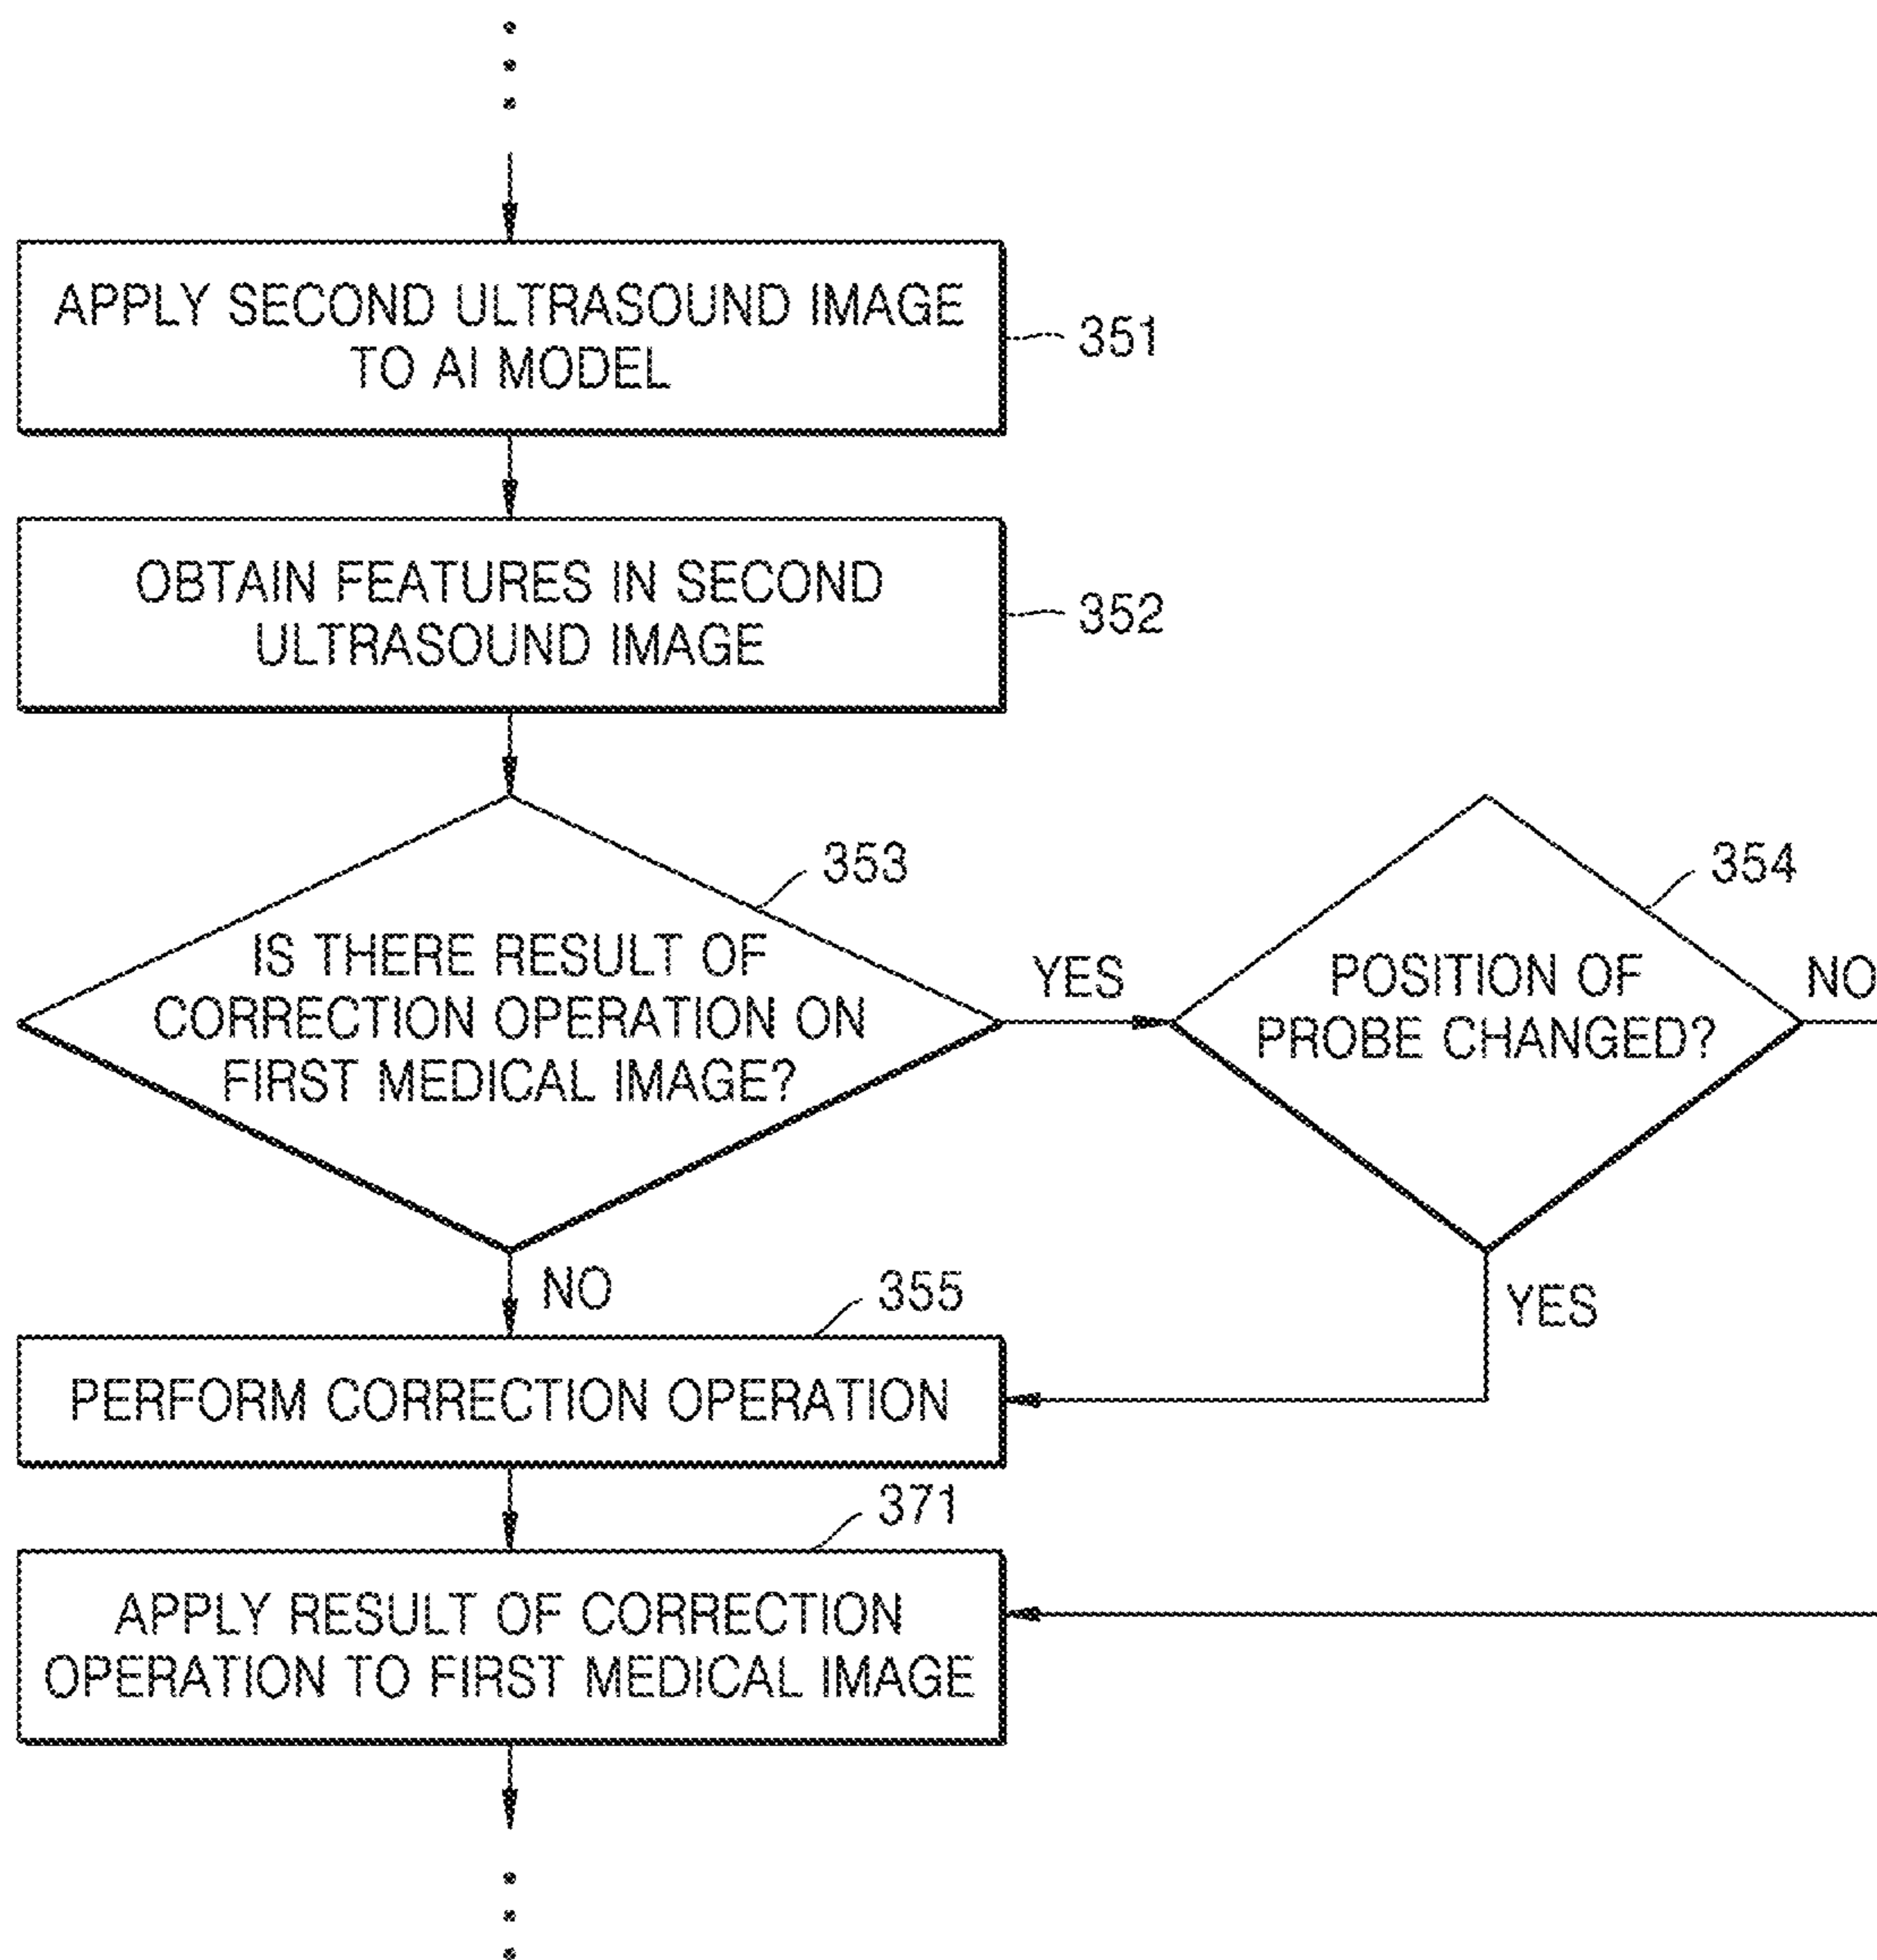 APPLY SECOND ULTRASOUND IMAGE
TO AI MODEL
351
OBTAIN FEATURES IN SECOND
ULTRASOUND IMAGE
352
353
IS THERE RESULT OF
CORRECTION OPERATION ON
FIRST MEDICAL IMAGE?
YES
354
POSITION OF
PROBE CHANGED?
NO
NO
YES
355
PERFORM CORRECTION OPERATION
371
APPLY RESULT OF CORRECTION
OPERATION TO FIRST MEDICAL IMAGE